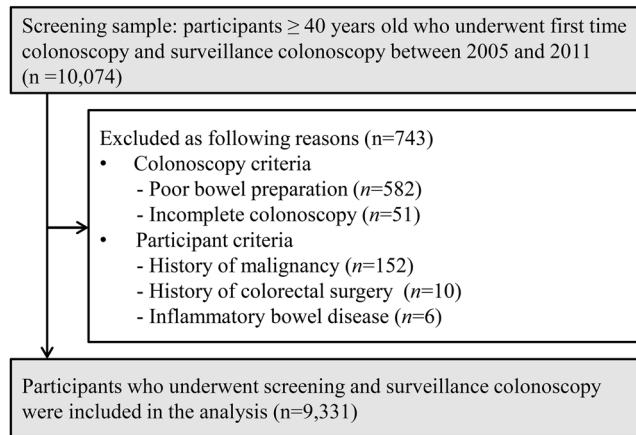 Screening sample: participants ≥ 40 years old who underwent first time
colonoscopy and surveillance colonoscopy between 2005 and 2011
(n =10,074)
Excluded as following reasons (n=743)
• Colonoscopy criteria
- Poor bowel preparation (n=582)
- Incomplete colonoscopy (n=51)
• Participant criteria
- History of malignancy (n=152)
- History of colorectal surgery (n=10)
- Inflammatory bowel disease (n=6)
Participants who underwent screening and surveillance colonoscopy
were included in the analysis (n=9,331)